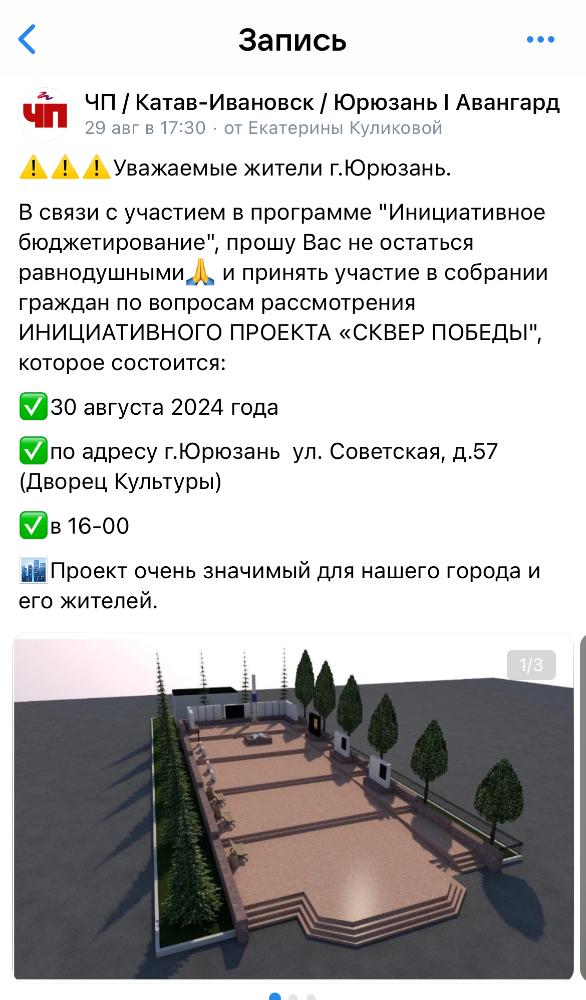 Запись
ЧП
ЧП / Катав-Ивановск / Юрюзань I Авангард
29 авг в 17:30 · от Екатерины Куликовой
⚠️⚠️⚠️Уважаемые жители г.Юрюзань.
В связи с участием в программе "Инициативное
бюджетирование", прошу Вас не остаться
равнодушными🙏 и принять участие в собрании
граждан по вопросам рассмотрения
ИНИЦИАТИВНОГО ПРОЕКТА «СКВЕР ПОБЕДЫ",
которое состоится:
✅30 августа 2024 года
✅по адресу г.Юрюзань  ул. Советская, д.57
(Дворец Культуры)
✅в 16-00
🏙️Проект очень значимый для нашего города и
его жителей.
1/3